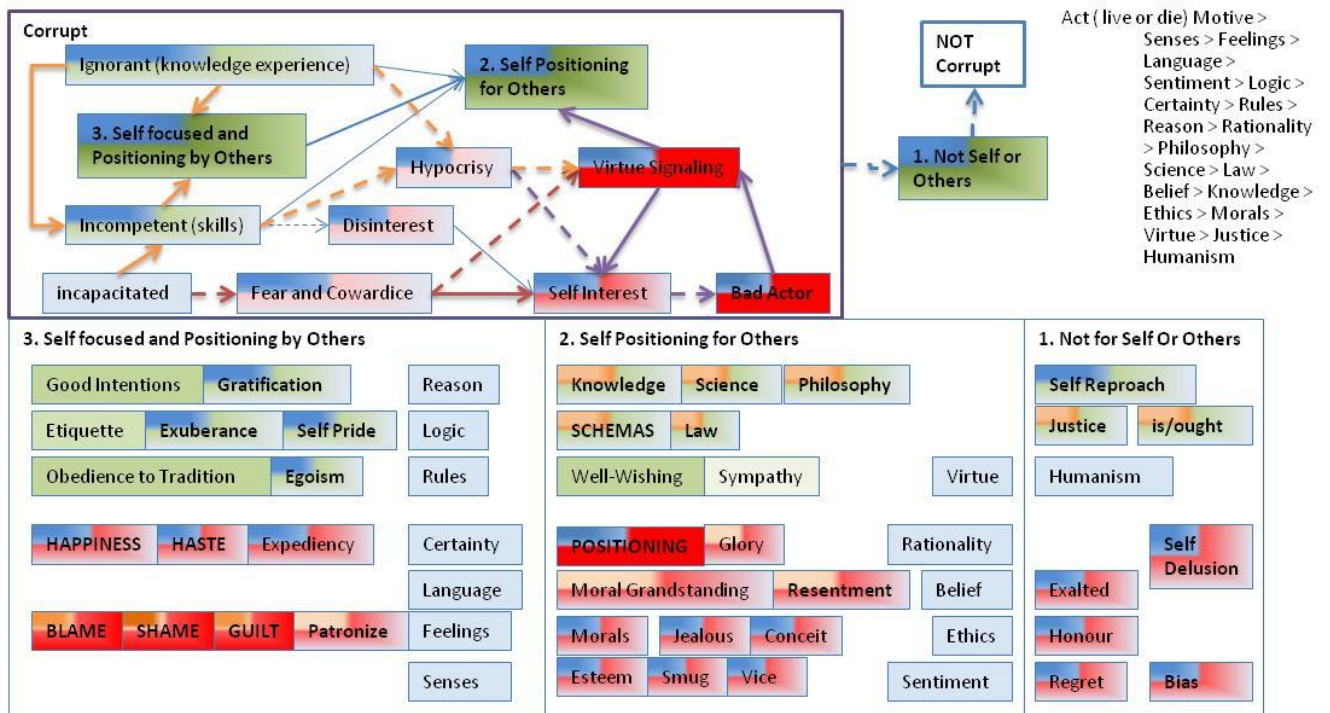 Corrupt
Ignorant (knowledge experience)
2. Self Positioning
for Others
3. Self focused and
Positioning by Others
Hypocrisy
Virtue Signaling
Incompetent (skills)
Disinterest
incapacitated
Fear and Cowardice
Self Interest
Bad Actor
NOT
Corrupt
1. Not Self or
Others
Act ( live or die) Motive >
Senses > Feelings >
Language >
Sentiment > Logic >
Certainty > Rules >
Reason > Rationality
> Philosophy >
Science > Law >
Belief > Knowledge >
Ethics > Morals >
Virtue > Justice >
Humanism
3. Self focused and Positioning by Others
Good Intentions
Gratification
Reason
Etiquette
Exuberance
Self Pride
Logic
Obedience to Tradition
Egoism
Rules
HAPPINESS
HASTE
Expediency
Certainty
Language
BLAME
SHAME
GUILT
Patronize
Feelings
Senses
2. Self Positioning for Others
Knowledge
Science
Philosophy
SCHEMAS
Law
Well-Wishing
Sympathy
Virtue
POSITIONING
Glory
Rationality
Moral Grandstanding
Resentment
Belief
Morals
Jealous
Conceit
Ethics
Esteem
Smug
Vice
Sentiment
1. Not for Self Or Others
Self Reproach
Justice
is/ought
Humanism
Self
Delusion
Exalted
Honour
Regret
Bias